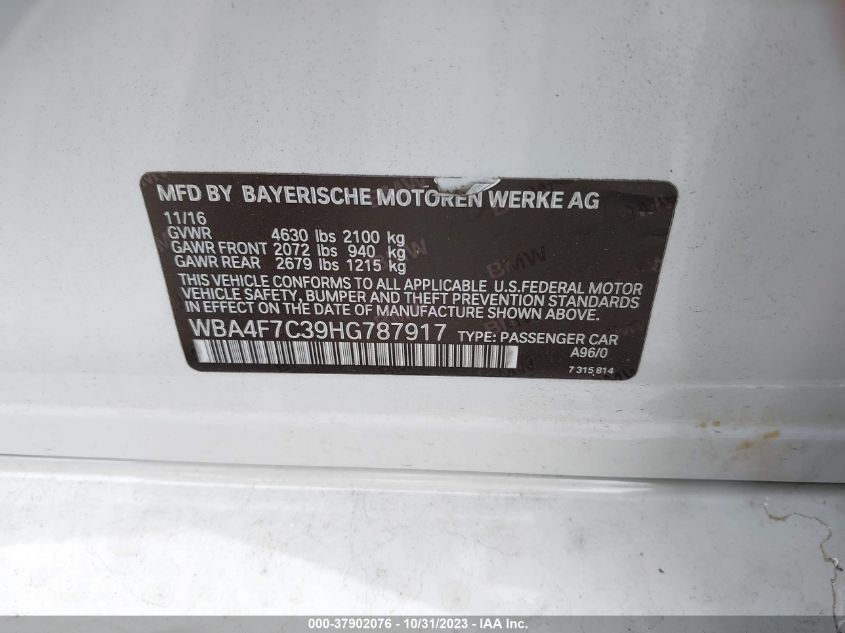 MFD BY BAYERISCHE MOTOREN WERKE AG
11/16
GVWR 4630 lbs 2100 kg
GAWR FRONT 2072 lbs 940 kg
GAWR REAR 2679 lbs 1215 kg
THIS VEHICLE CONFORMS TO ALL APPLICABLE U.S.FEDERAL MOTOR
VEHICLE SAFETY, BUMPER AND THEFT PREVENTION STANDARDS
IN EFFECT ON THE DATE OF MANUFACTURE SHOWN ABOVE.
WBA4F7C39HG787917 TYPE: PASSENGER CAR
A96/0
7 315 814
000-37902076 - 10/31/2023 - IAA Inc.